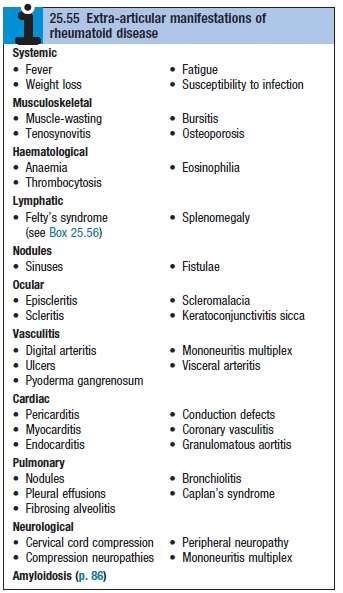 25.55 Extra-articular manifestations of
rheumatoid disease
Systemic
• Fever
• Fatigue
• Weight loss
• Susceptibility to infection
Musculoskeletal
• Muscle-wasting
• Bursitis
• Tenosynovitis
• Osteoporosis
Haematological
• Anaemia
• Eosinophilia
• Thrombocytosis
Lymphatic
• Felty's syndrome
(see Box 25.56)
• Splenomegaly
Nodules
• Sinuses
• Fistulae
Ocular
• Episcleritis
• Scleromalacia
• Scleritis
• Keratoconjunctivitis sicca
Vasculitis
• Digital arteritis
• Mononeuritis multiplex
• Ulcers
• Visceral arteritis
• Pyoderma gangrenosum
Cardiac
• Pericarditis
• Conduction defects
• Myocarditis
• Coronary vasculitis
• Endocarditis
• Granulomatous aortitis
Pulmonary
• Nodules
• Bronchiolitis
• Pleural effusions
• Caplan's syndrome
• Fibrosing alveolitis
Neurological
• Cervical cord compression
• Peripheral neuropathy
• Compression neuropathies
• Mononeuritis multiplex
Amyloidosis (p. 86)